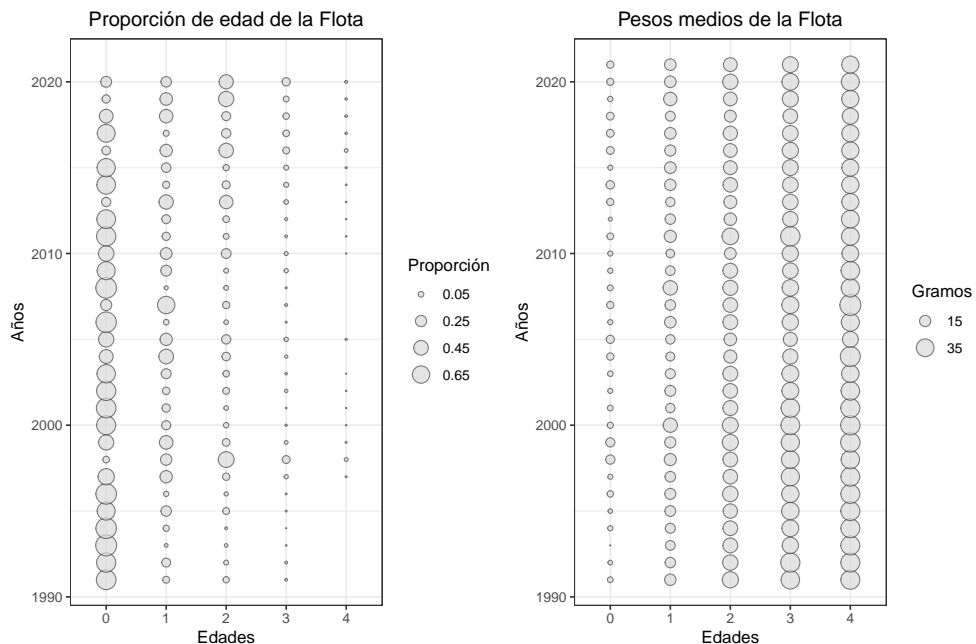 Proporción de edad de la Flota
Años
2020
2010
2000
1990
0 1 2 3 4
Edades
Proporción
0.05
0.25
0.45
0.65
Pesos medios de la Flota
Años
2020
2010
2000
1990
0 1 2 3 4
Edades
Gramos
15
35